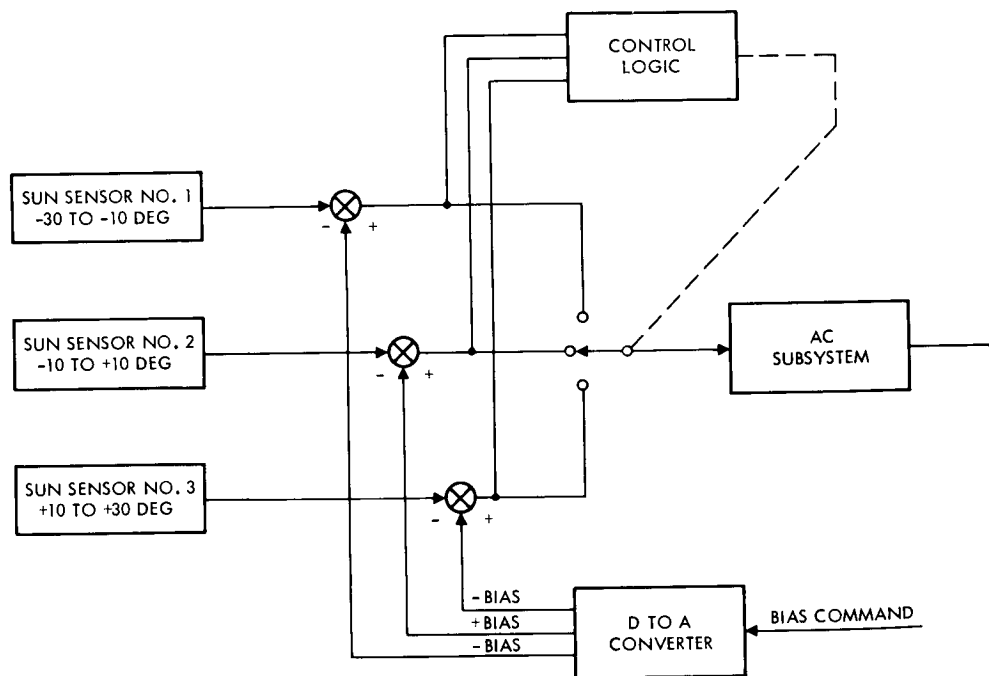 CONTROL
LOGIC
SUN SENSOR NO. 1
-30 TO -10 DEG
- +
SUN SENSOR NO. 2
-10 TO +10 DEG
- +
AC
SUBSYSTEM
SUN SENSOR NO. 3
+10 TO +30 DEG
- +
- BIAS
+ BIAS
- BIAS
D TO A
CONVERTER
BIAS COMMAND